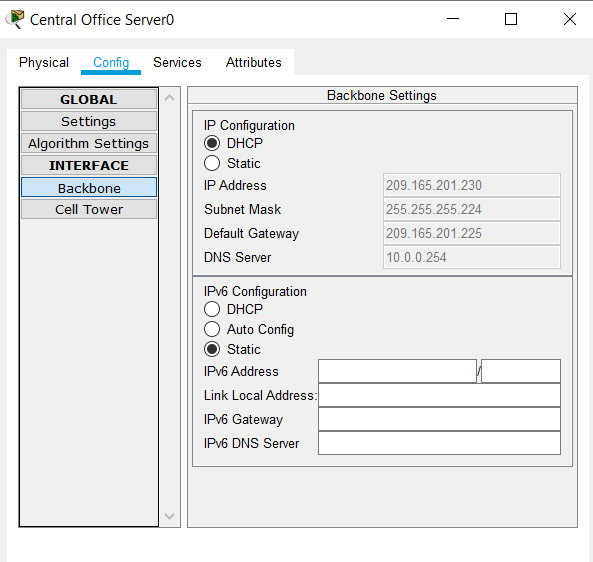 Central Office Server0
Physical Config Services Attributes
GLOBAL
Settings
Algorithm Settings
INTERFACE
Backbone
Cell Tower
Backbone Settings
IP Configuration
DHCP
Static
IP Address 209.165.201.230
Subnet Mask 255.255.255.224
Default Gateway 209.165.201.225
DNS Server 10.0.0.254
IPv6 Configuration
DHCP
Auto Config
Static
IPv6 Address /
Link Local Address:
IPv6 Gateway
IPv6 DNS Server